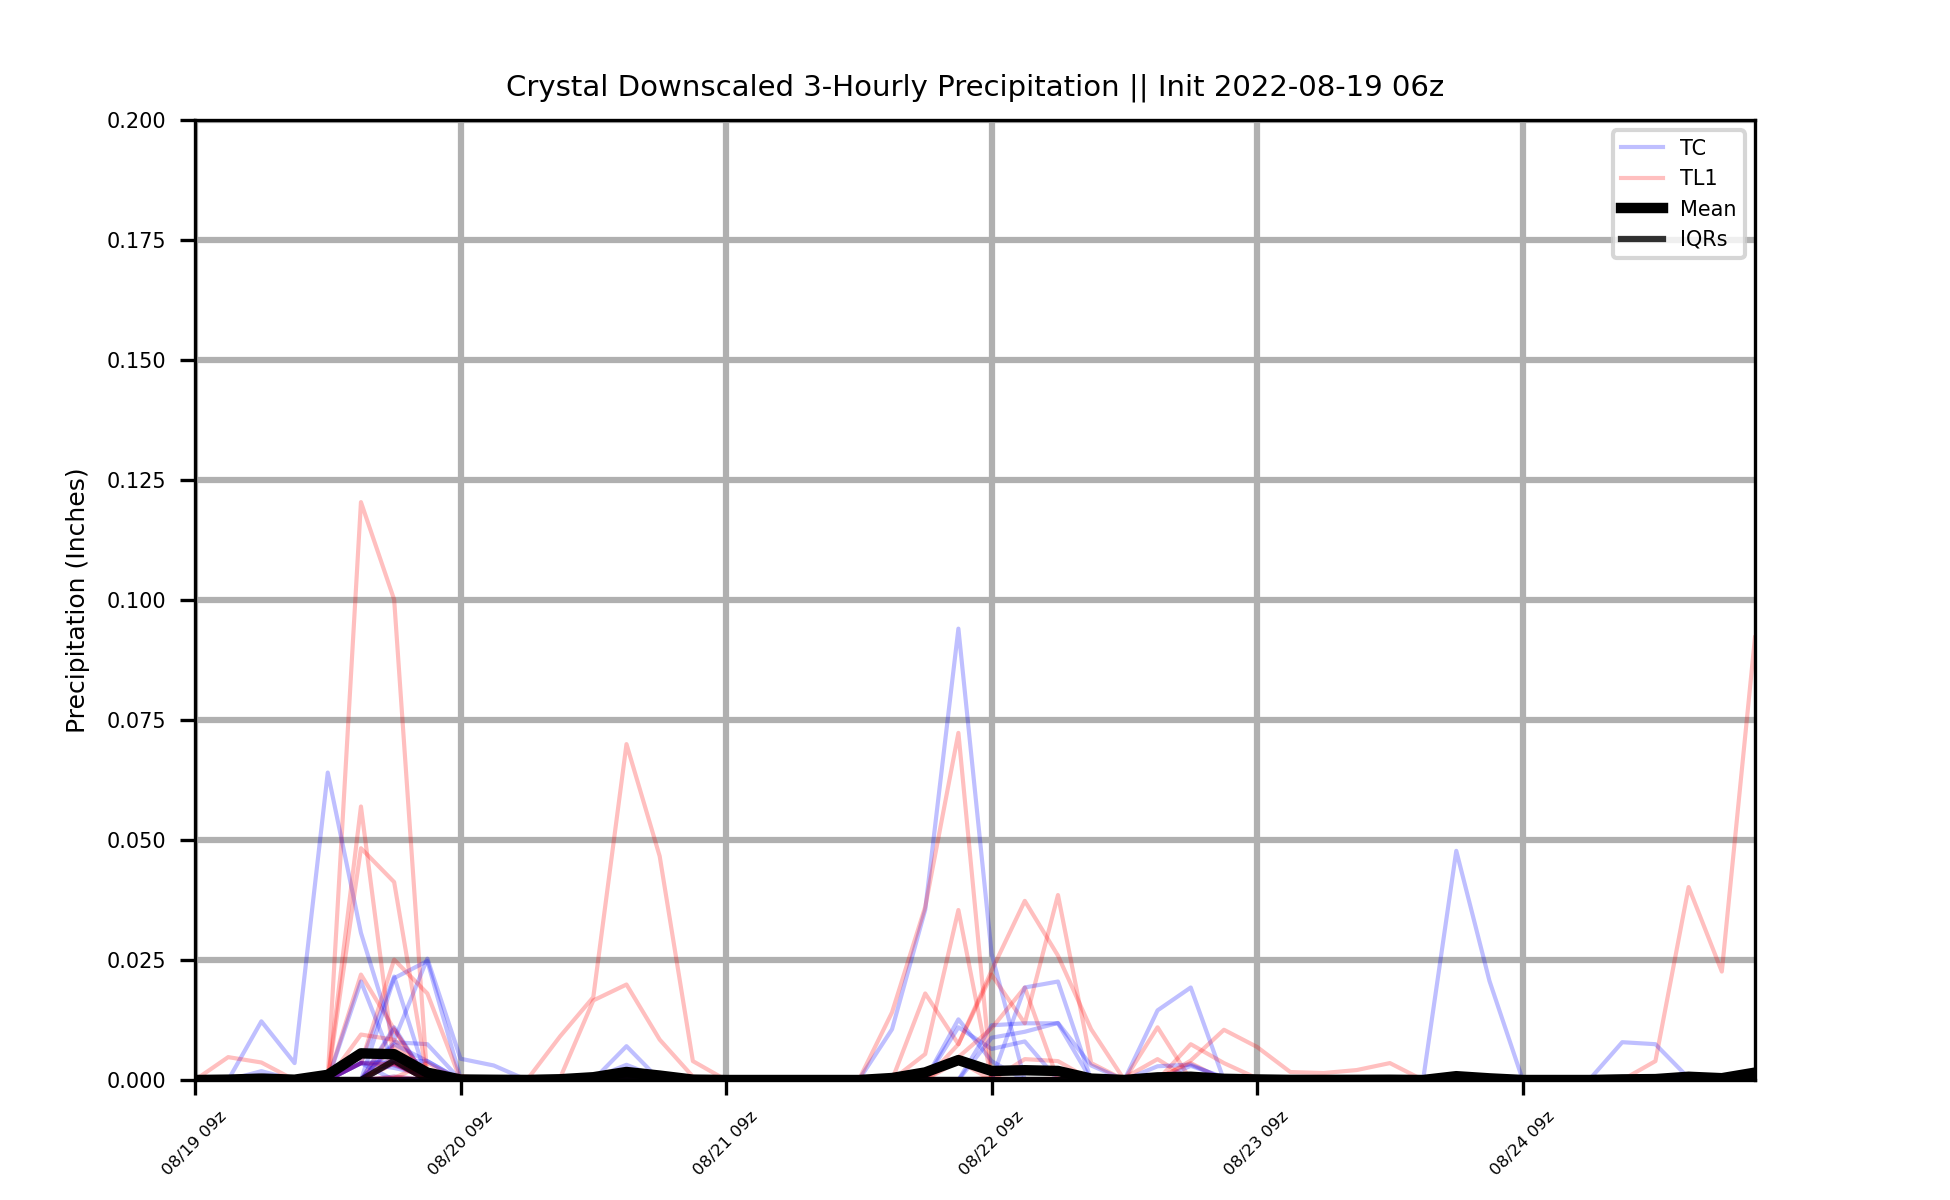 Crystal Downscaled 3-Hourly Precipitation || Init 2022-08-19 06z
0.200
0.175
0.150
0.125
0.100
0.075
0.050
0.025
0.000
Precipitation (Inches)
TC
TL1
Mean
IQRs
08/19 09z
08/20 09z
08/21 09z
08/22 09z
08/23 09z
08/24 09z